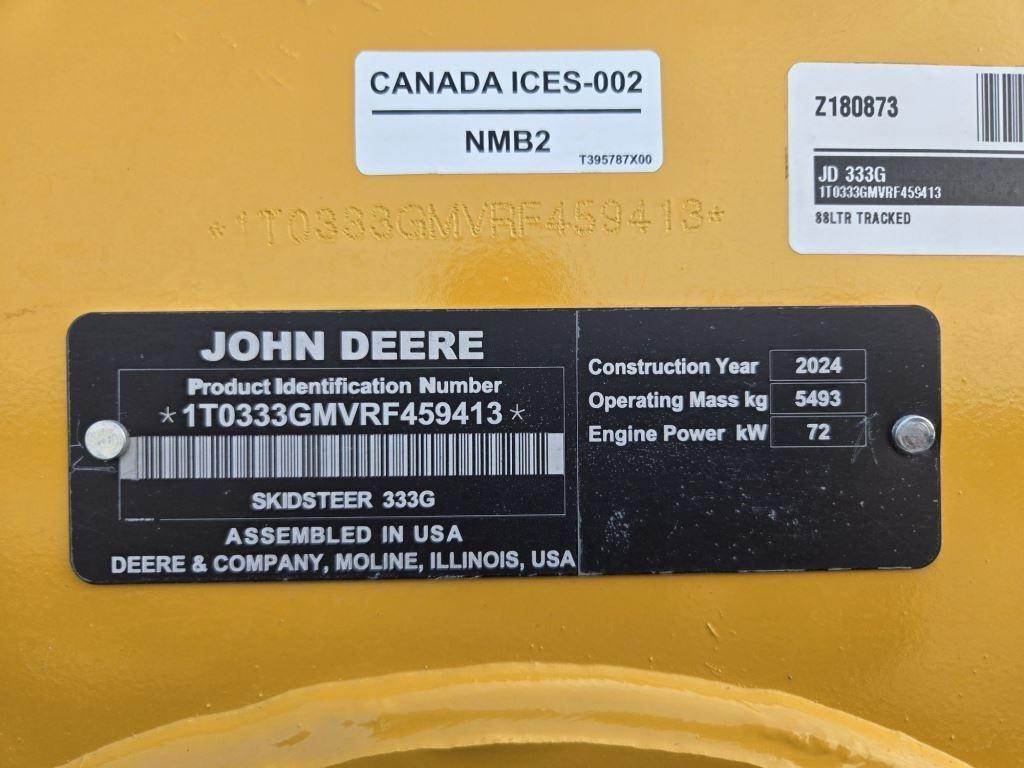 CANADA ICES-002
NMB2
T395787X00
Z180873
JD 333G
1T0333GMVRF459413
88LTR TRACKED
*1T0333GMVRF459413*
JOHN DEERE
Product Identification Number
*1T0333GMVRF459413*
SKIDSTEER 333G
ASSEMBLED IN USA
DEERE & COMPANY, MOLINE, ILLINOIS, USA
Construction Year 2024
Operating Mass kg 5493
Engine Power kW 72